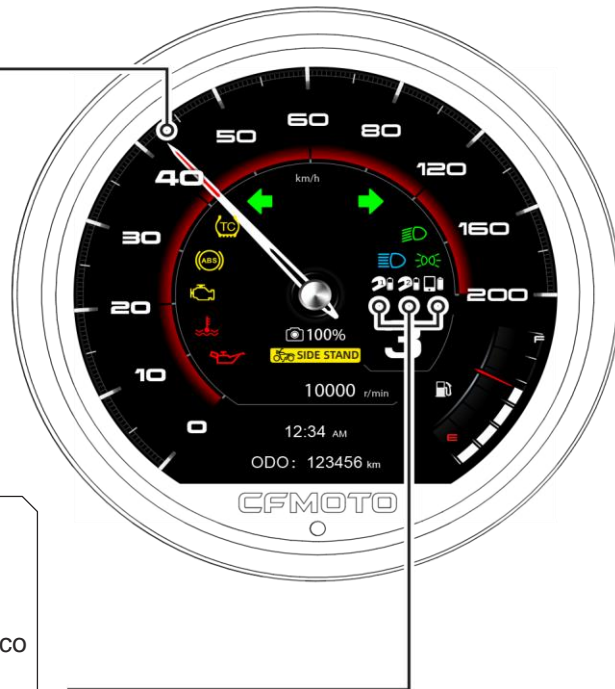 60
50
80
km/h
40
120
TC
30
160
ABS
20
200
100%
3
SIDE STAND
F
10
10000 r/min
E
0
12:34 AM
ODO: 123456 km
CFMOTO
co